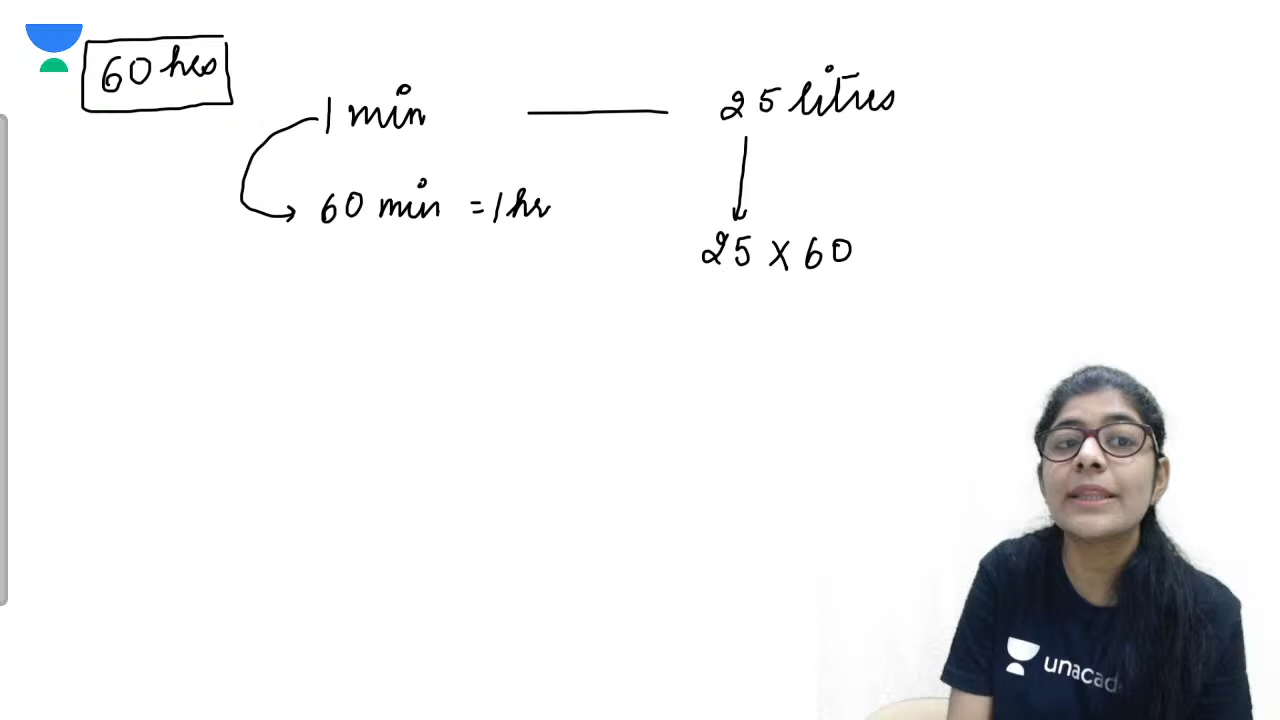 60 hrs
1 min — 25 litres
60 min = 1 hr
25 × 60
unacad